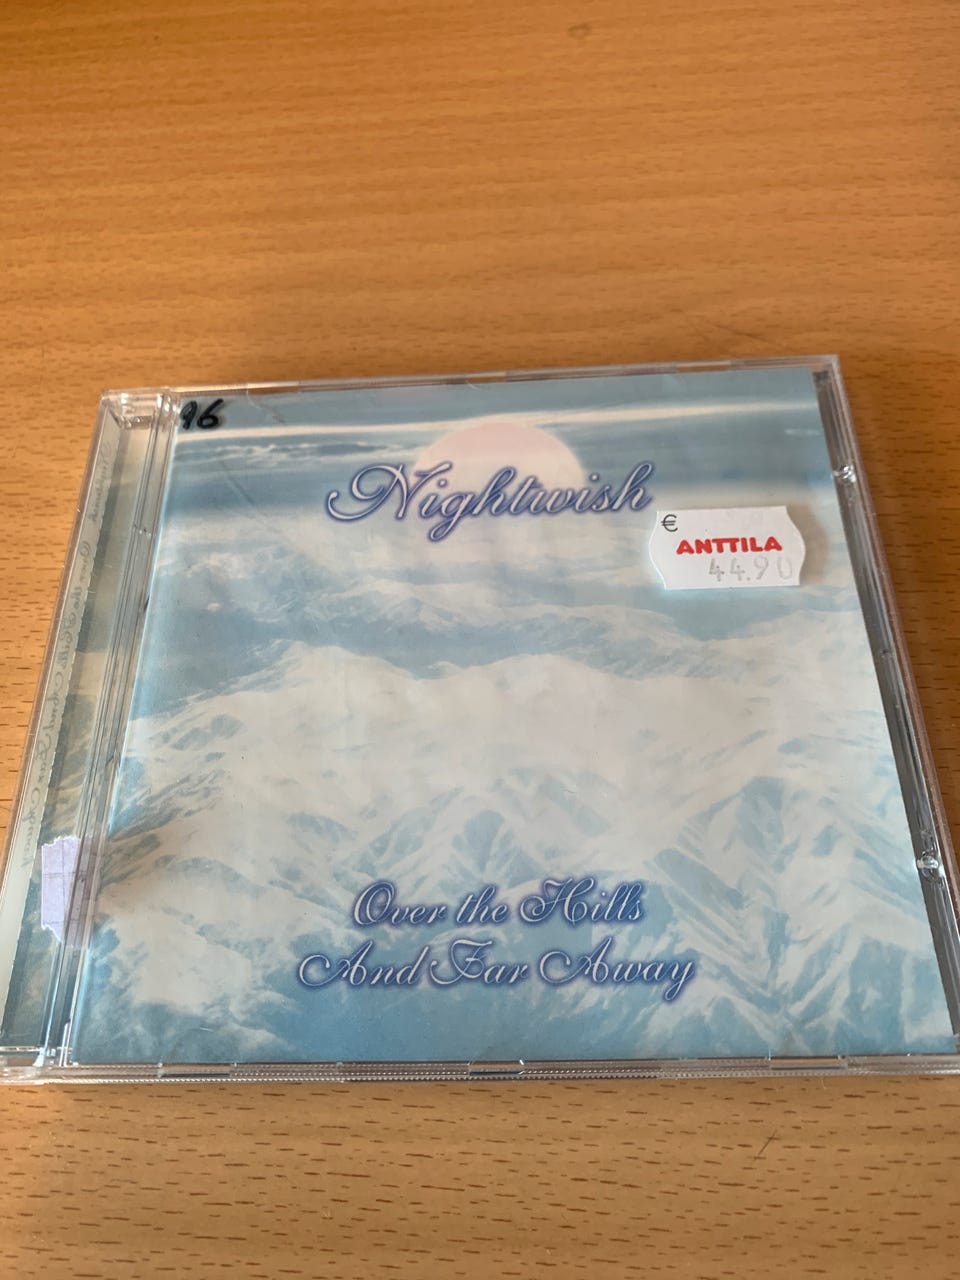 96
Nightwish
€
ANTTILA
44.90
Over the Hills
And Far Away